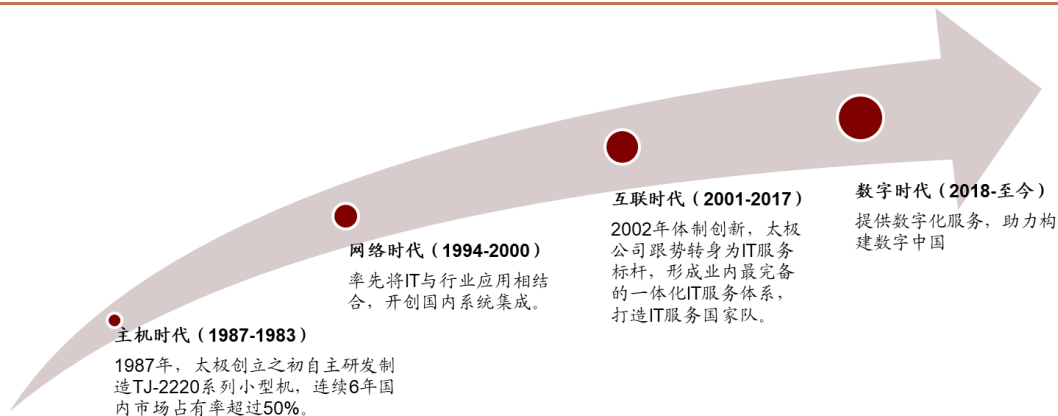 主机时代（1987-1983）
1987年，太极创立之初自主研发制
造TJ-2220系列小型机，连续6年国
内市场占有率超过50%。
网络时代（1994-2000）
率先将IT与行业应用相结
合，开创国内系统集成。
互联时代（2001-2017）
2002年体制创新，太极
公司跟势转身为IT服务
标杆，形成业内最完备
的一体化IT服务体系，
打造IT服务国家队。
数字时代（2018-至今）
提供数字化服务，助力构
建数字中国